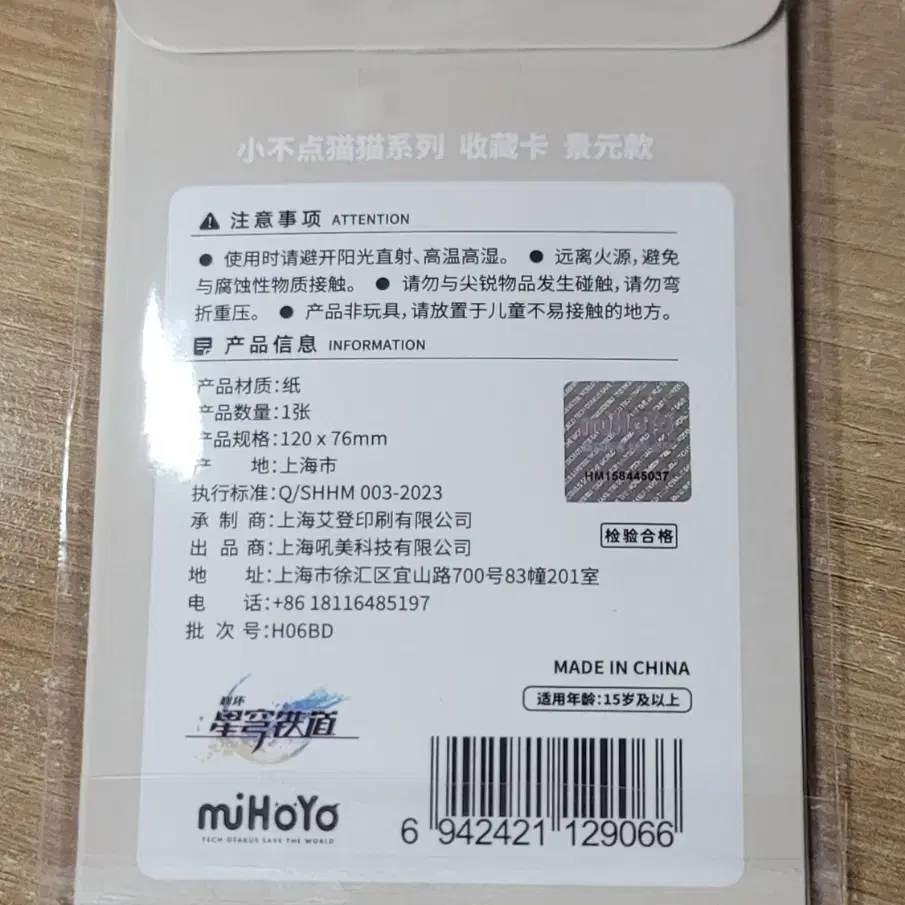 小不点猫猫系列 收藏卡 景元款
注意事项 ATTENTION
● 使用时请避开阳光直射、高温高湿。 ● 远离火源,避免
与腐蚀性物质接触。 ● 请勿与尖锐物品发生碰触,请勿弯
折重压。 ● 产品非玩具,请放置于儿童不易接触的地方。
产品信息 INFORMATION
产品材质:纸
产品数量:1张
产品规格:120 x 76mm
产 地:上海市
执行标准:Q/SHHM 003-2023
承 制 商:上海艾登印刷有限公司
出 品 商:上海吼美科技有限公司
地 址:上海市徐汇区宜山路700号83幢201室
电 话:+86 18116485197
批 次 号:H06BD
miHoYo
HM158445037
检验合格
MADE IN CHINA
适用年龄:15岁及以上
崩坏
星穹铁道
miHoYo
TECH OTAKUS SAVE THE WORLD
6 942421 129066